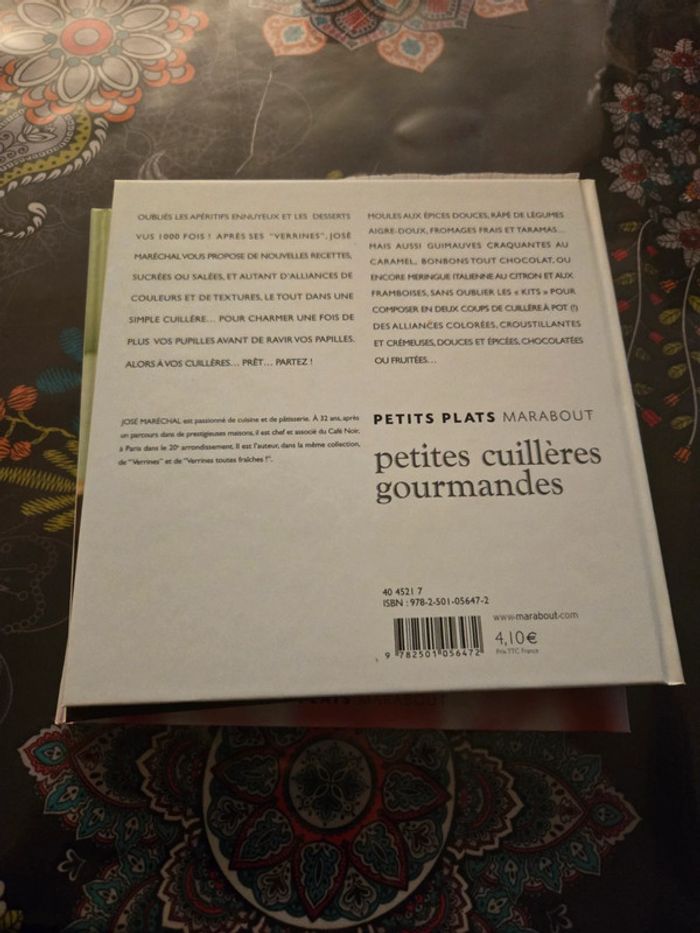 OUBLIÉS LES APÉRITIFS ENNUYEUX ET LES DESSERTS
VUS 1000 FOIS ! APRÈS SES "VERRINES", JOSÉ
MARÉCHAL VOUS PROPOSE DE NOUVELLES RECETTES,
SUCRÉES OU SALÉES, ET AUTANT D'ALLIANCES DE
COULEURS ET DE TEXTURES, LE TOUT DANS UNE
SIMPLE CUILLÈRE... POUR CHARMER UNE FOIS DE
PLUS VOS PUPILLES AVANT DE RAVIR VOS PAPILLES.
ALORS À VOS CUILLÈRES... PRÊT... PARTEZ !
MOULES AUX ÉPICES DOUCES, RÂPÉ DE LÉGUMES
AIGRE-DOUX, FROMAGES FRAIS ET TARAMAS...
MAIS AUSSI GUIMAUVES CRAQUANTES AU
CARAMEL, BONBONS TOUT CHOCOLAT, OU
ENCORE MERINGUE ITALIENNE AU CITRON ET AUX
FRAMBOISES, SANS OUBLIER LES « KITS » POUR
COMPOSER EN DEUX COUPS DE CUILLÈRE À POT (!)
DES ALLIANCES COLORÉES, CROUSTILLANTES
ET CRÉMEUSES, DOUCES ET ÉPICÉES, CHOCOLATÉES
OU FRUITÉES...
JOSÉ MARÉCHAL est passionné de cuisine et de pâtisserie. À 32 ans, après
un parcours dans de prestigieuses maisons, il est chef et associé du Café Noir,
à Paris dans le 20e arrondissement. Il est l'auteur, dans la même collection,
de "Verrines" et de "Verrines toutes fraîches !".
PETITS PLATS MARABOUT
petites cuillères
gourmandes
40 4521 7
ISBN : 978-2-501-05647-2
www.marabout.com
4,10€
Prix TTC France
9 782501 056472
PLATS MARABOUT